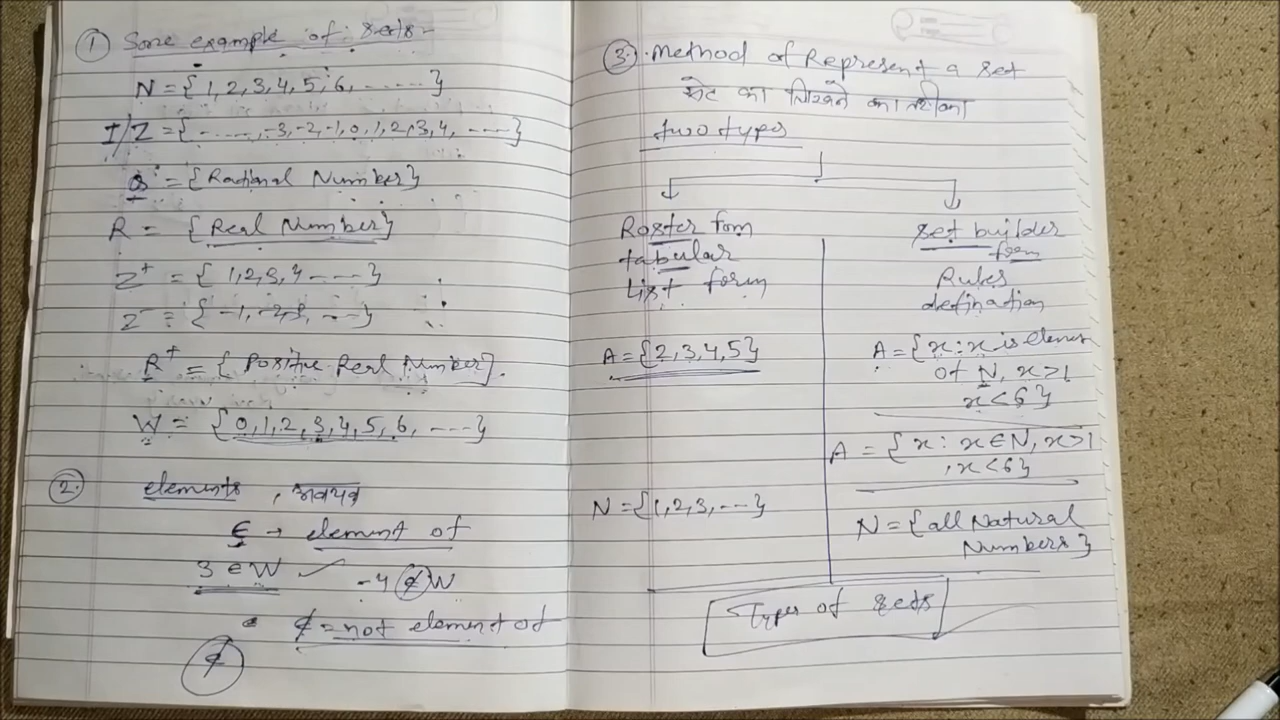 ① Some example of sets-
N = {1,2,3,4,5,6, ......}
I/Z = {......,-3,-2,-1,0,1,2,3,4, ......}
Q = {Rational Number}
R = {Real Number}
Z⁺ = {1,2,3,4 .....}
Z⁻ = {-1,-2,3, ....}
R⁺ = {Positive Real Number}.
W = {0,1,2,3,4,5,6, .....}
②. elements, अवयव
∈ → element of
3 ∈ W ✓ -4 ∉ W
∉ = not element of
∉
③. Method of Represent a set
सेट का लिखने का तरीका
two types
Roster fom
tabular
List form
A = {2,3,4,5}
N = {1,2,3, ....}
set builder
form
Rules
defination
A = {x : x is elemen
of N, x>1
x<6}
A = {x : x∈N, x>1
,x<6}
N = {all Natural
Numbers}
Types of sets